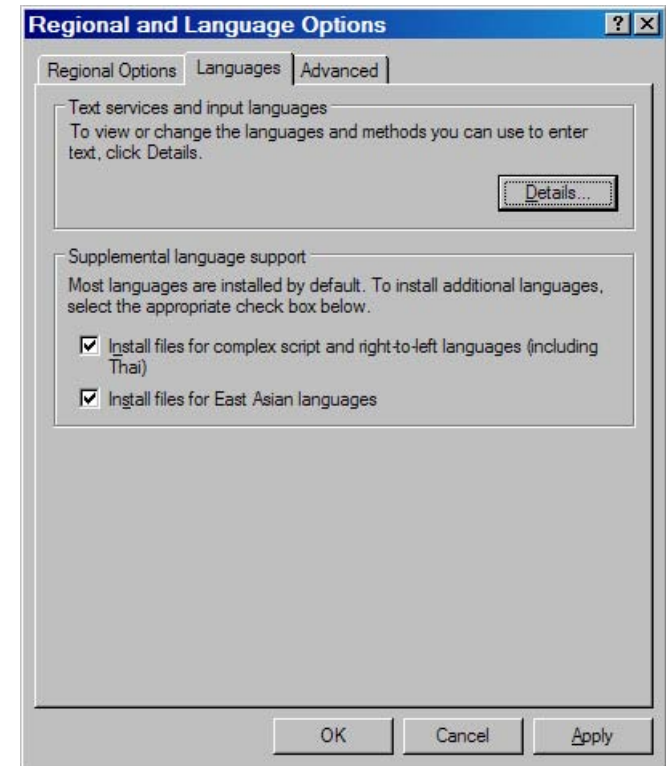 Regional and Language Options
Regional Options Languages Advanced
Text services and input languages
To view or change the languages and methods you can use to enter
text, click Details.
Details...
Supplemental language support
Most languages are installed by default. To install additional languages,
select the appropriate check box below.
Install files for complex script and right-to-left languages (including
Thai)
Install files for East Asian languages
OK Cancel Apply